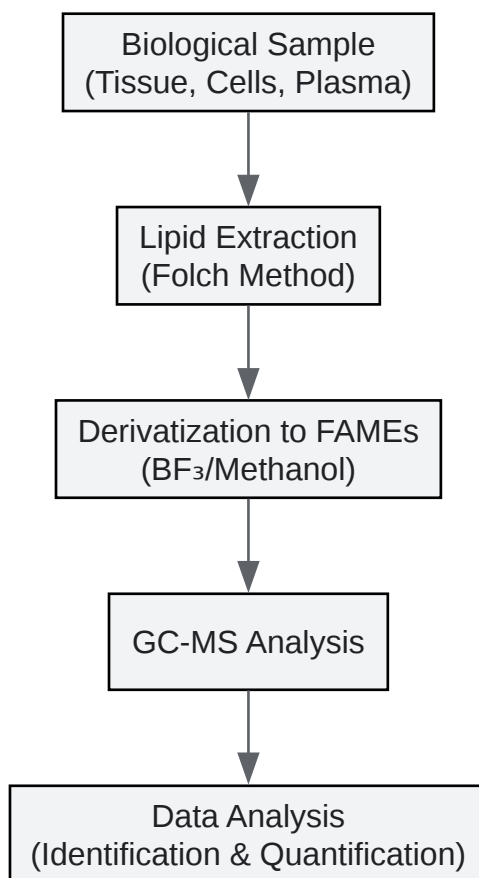 Biological Sample
(Tissue, Cells, Plasma)
Lipid Extraction
(Folch Method)
Derivatization to FAMEs
(BF₃/Methanol)
GC-MS Analysis
Data Analysis
(Identification & Quantification)